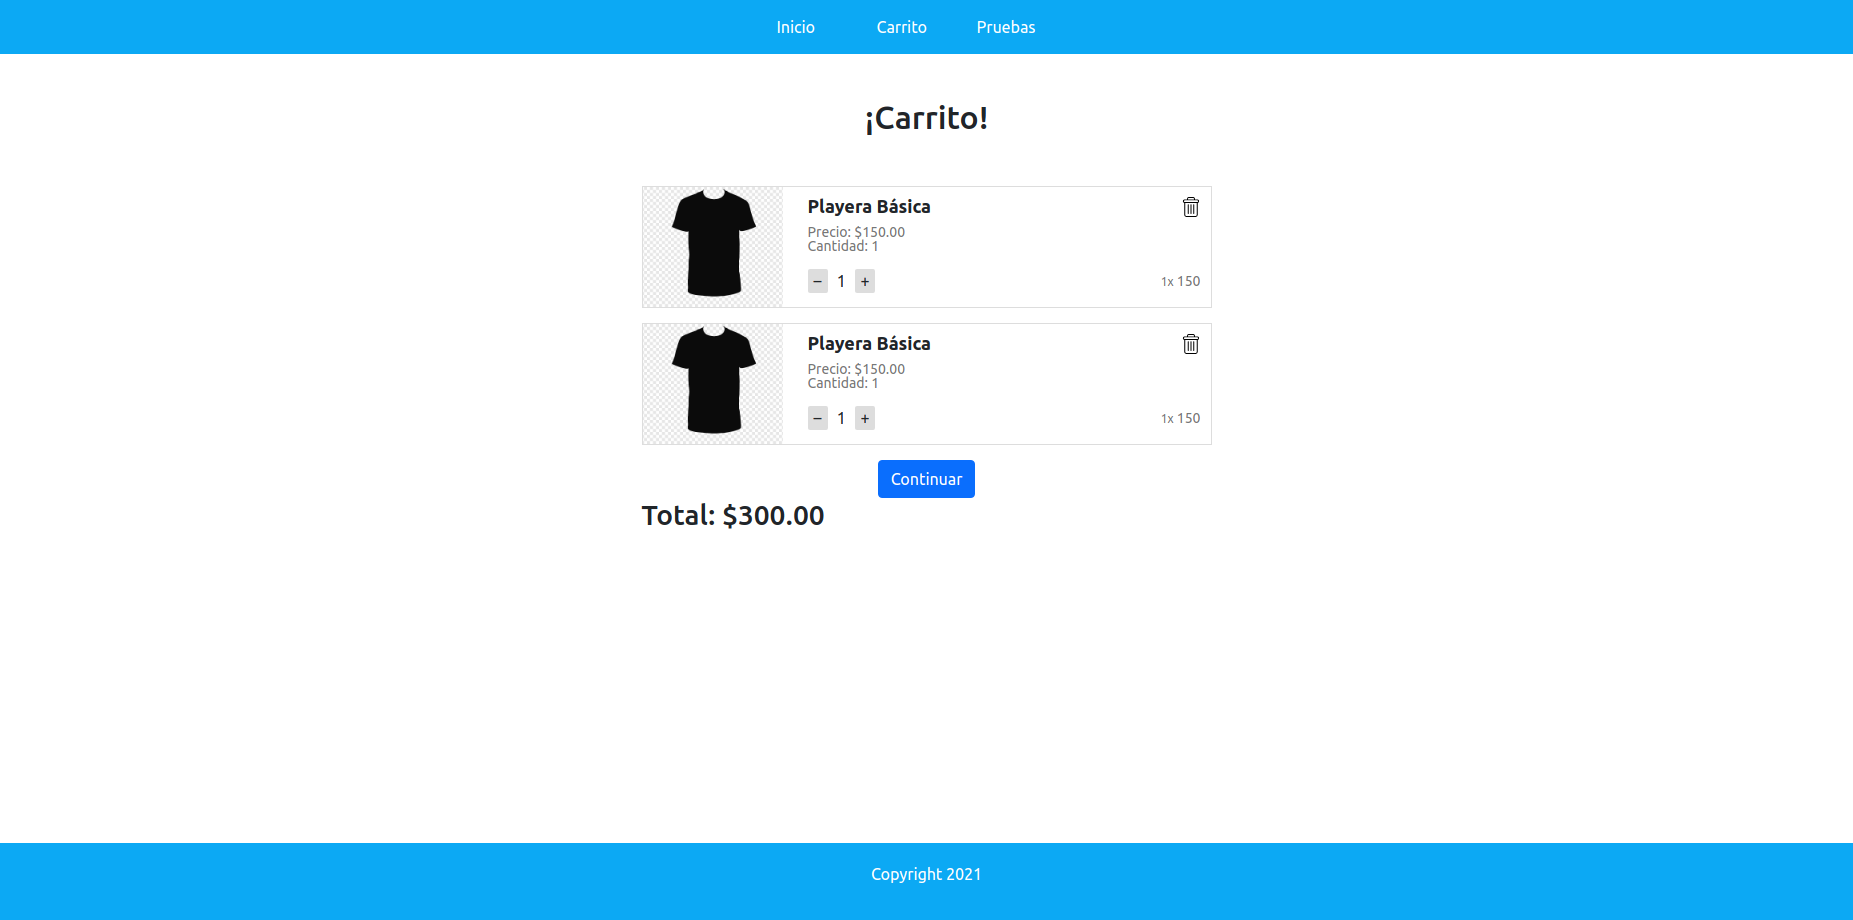 Inicio Carrito Pruebas
¡Carrito!
Playera Básica
Precio: $150.00
Cantidad: 1
− 1 + 1x 150
Playera Básica
Precio: $150.00
Cantidad: 1
− 1 + 1x 150
Continuar
Total: $300.00
Copyright 2021